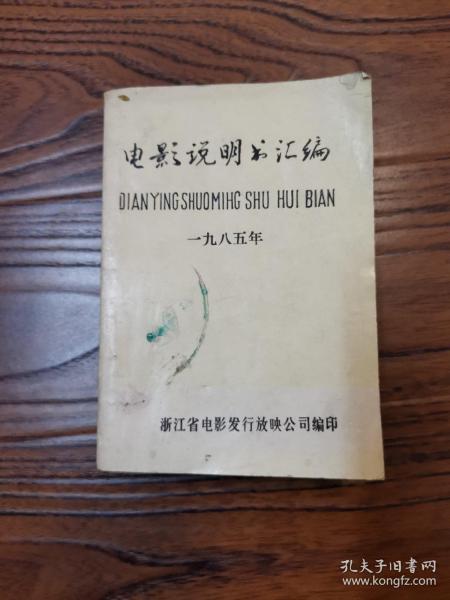 电影说明书汇编
DIANYINGSHUOMIHG SHU HUI BIAN
一九八五年
浙江省电影发行放映公司编印
孔夫子旧书网
www.kongfz.com